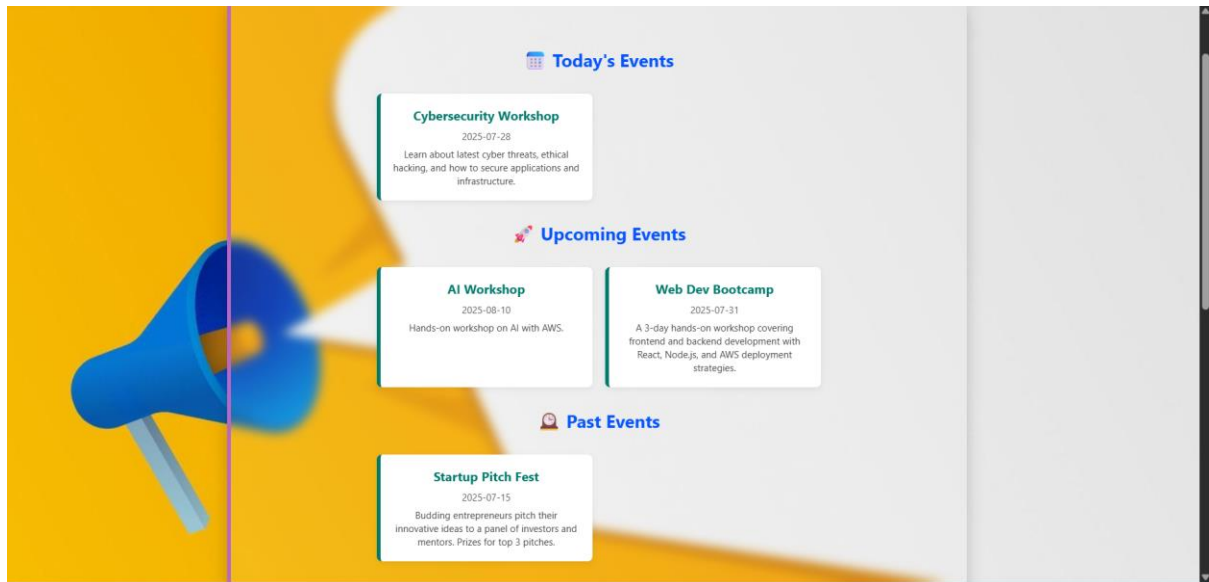 Today's Events
Cybersecurity Workshop
2025-07-28
Learn about latest cyber threats, ethical
hacking, and how to secure applications and
infrastructure.
Upcoming Events
AI Workshop
2025-08-10
Hands-on workshop on AI with AWS.
Web Dev Bootcamp
2025-07-31
A 3-day hands-on workshop covering
frontend and backend development with
React, Node.js, and AWS deployment
strategies.
Past Events
Startup Pitch Fest
2025-07-15
Budding entrepreneurs pitch their
innovative ideas to a panel of investors and
mentors. Prizes for top 3 pitches.